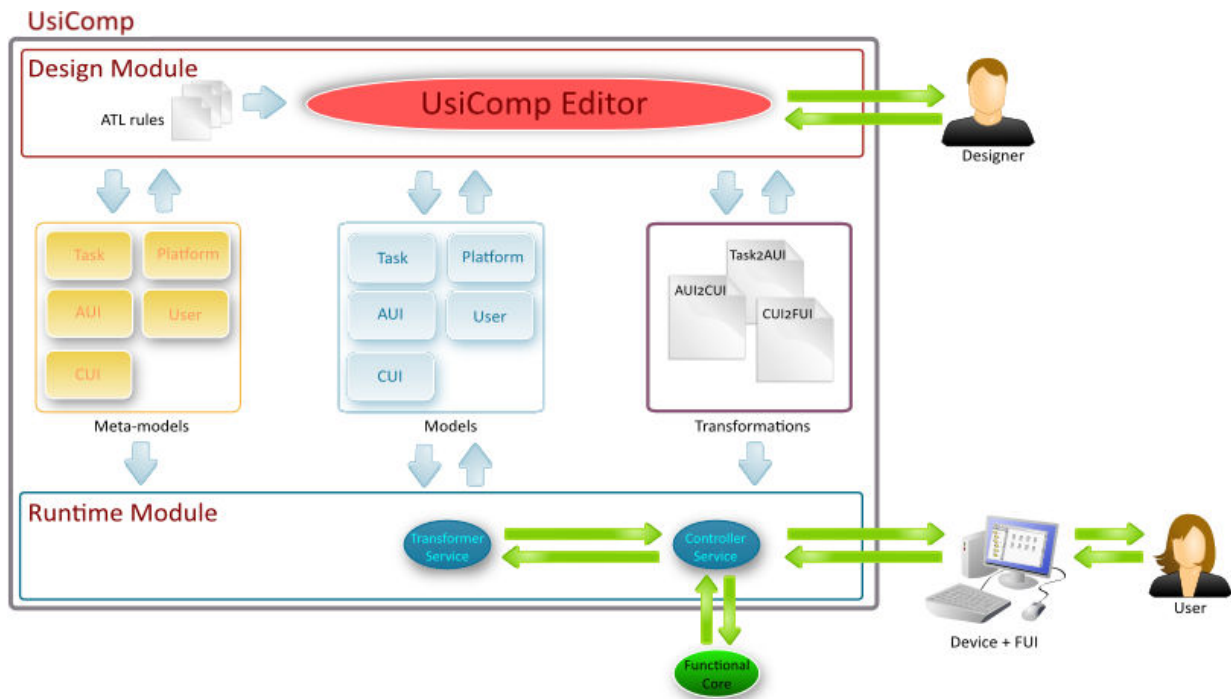 UsiComp
Design Module
ATL rules
UsiComp Editor
Designer
Task
Platform
AUI
User
CUI
Meta-models
Task
Platform
AUI
User
CUI
Models
Task2AUI
AUI2CUI
CUI2FUI
Transformations
Runtime Module
Transformer
Service
Controller
Service
Device + FUI
User
Functional
Core